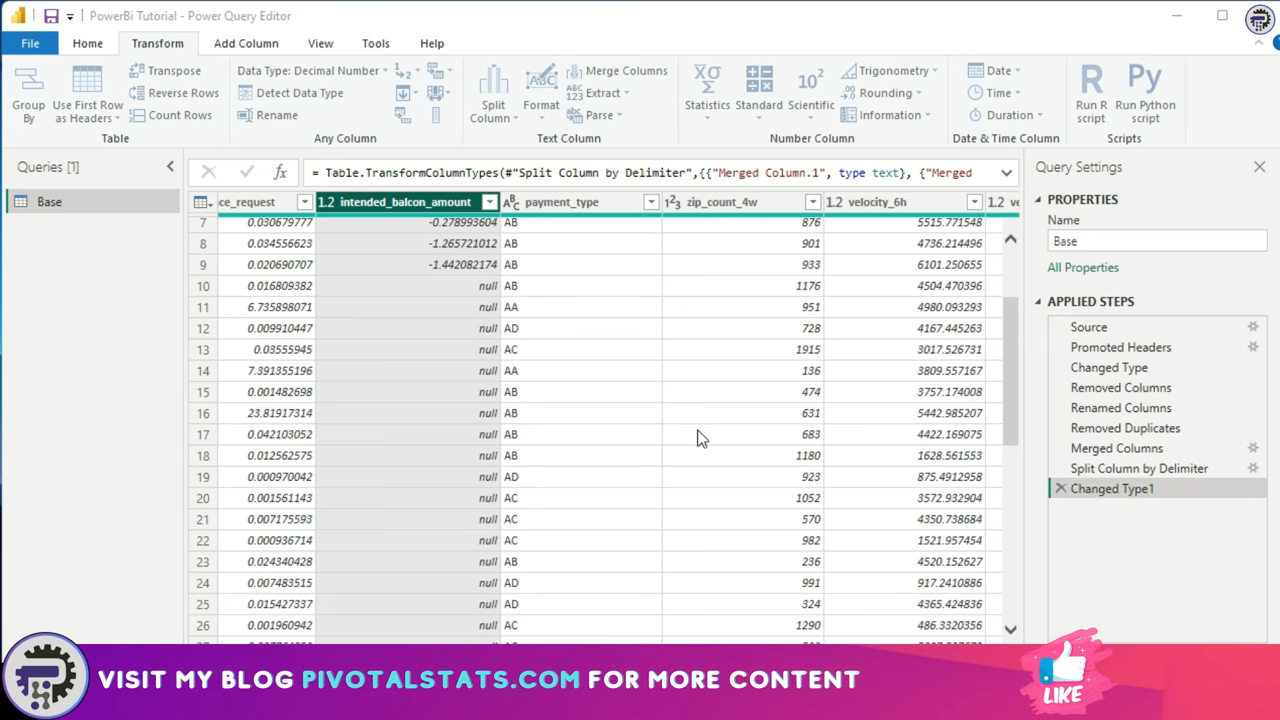 PowerBi Tutorial - Power Query Editor
File Home Transform Add Column View Tools Help
Group By
Use First Row as Headers
Transpose
Reverse Rows
Count Rows
Table
Data Type: Decimal Number
Detect Data Type
Rename
Any Column
Split Column
Format
Merge Columns
Extract
Parse
Text Column
Statistics
Standard
Scientific
Trigonometry
Rounding
Information
Number Column
Date
Time
Duration
Date & Time Column
Run R script
Run Python script
Scripts
Queries [1]
Base
= Table.TransformColumnTypes(#"Split Column by Delimiter",{{"Merged Column.1", type text}, {"Merged
ce_request 1.2 intended_balcon_amount payment_type 1²3 zip_count_4w 1.2 velocity_6h 1.2 ve
7 0.030679777 -0.278993604 AB 876 5515.771548
8 0.034556623 -1.265721012 AB 901 4736.214496
9 0.020690707 -1.442082174 AB 933 6101.250655
10 0.016809382 null AB 1176 4504.470396
11 6.735898071 null AA 951 4980.093293
12 0.009910447 null AD 728 4167.445263
13 0.03555945 null AC 1915 3017.526731
14 7.391355196 null AA 136 3809.557167
15 0.001482698 null AB 474 3757.174008
16 23.81917314 null AB 631 5442.985207
17 0.042103052 null AB 683 4422.169075
18 0.012562575 null AB 1180 1628.561553
19 0.000970042 null AD 923 875.4912958
20 0.001561143 null AC 1052 3572.932904
21 0.007175593 null AC 570 4350.738684
22 0.000936714 null AC 982 1521.957454
23 0.024340428 null AB 236 4520.152627
24 0.007483515 null AD 991 917.2410886
25 0.015427337 null AD 324 4365.424836
26 0.001960942 null AC 1290 486.3320356
Query Settings
PROPERTIES
Name
Base
All Properties
APPLIED STEPS
Source
Promoted Headers
Changed Type
Removed Columns
Renamed Columns
Removed Duplicates
Merged Columns
Split Column by Delimiter
Changed Type1
VISIT MY BLOG PIVOTALSTATS.COM FOR MORE CONTENT
LIKE